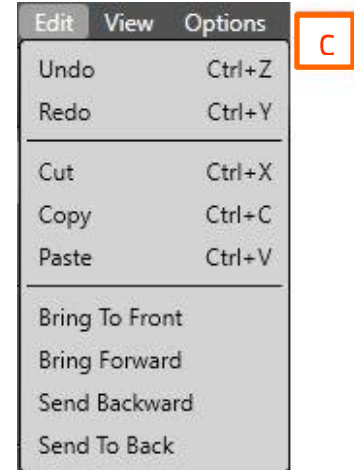 Edit View Options
C
Undo Ctrl+Z
Redo Ctrl+Y
Cut Ctrl+X
Copy Ctrl+C
Paste Ctrl+V
Bring To Front
Bring Forward
Send Backward
Send To Back